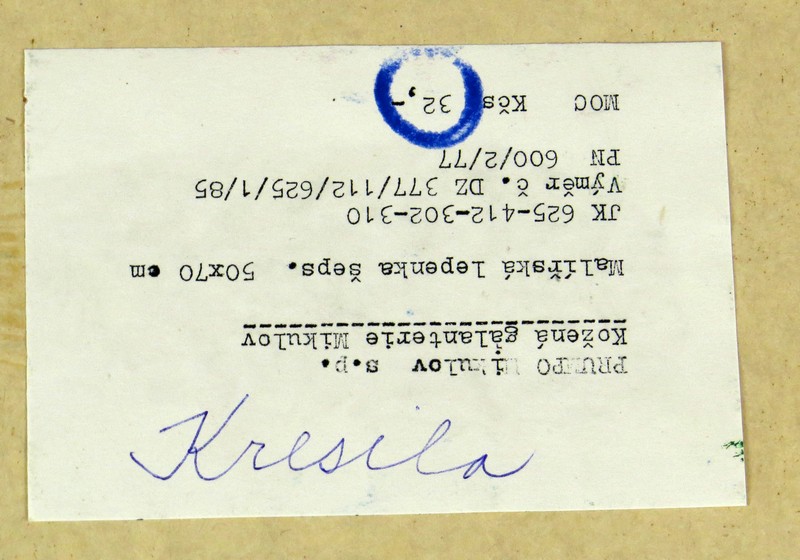 PRUMPO Mikulov s.p.
Kožená galanterie Mikulov
Malířská lepenka šeps. 50x70 cm
JK 625-412-302-310
Výměr č. DZ 377/112/625/1/85
PN 600/2/77
MOC Kčs 32,-
Kresila